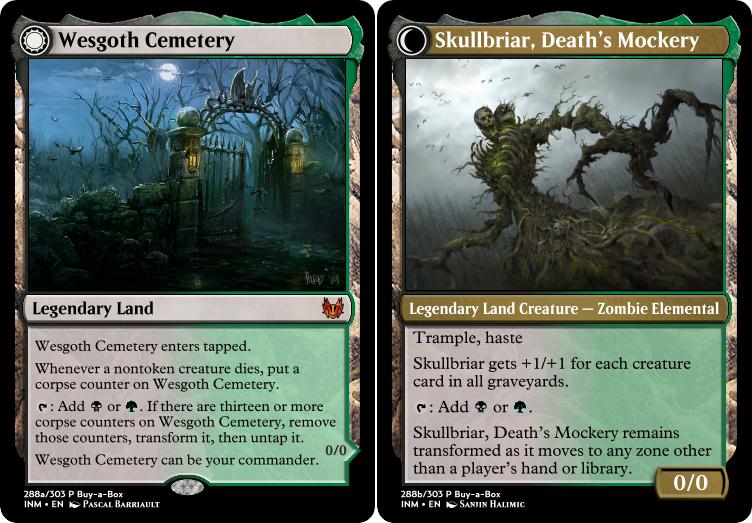 Wesgoth Cemetery
Legendary Land
Wesgoth Cemetery enters tapped.
Whenever a nontoken creature dies, put a
corpse counter on Wesgoth Cemetery.
: Add or . If there are thirteen or more
corpse counters on Wesgoth Cemetery, remove
those counters, transform it, then untap it.
Wesgoth Cemetery can be your commander.
0/0
288a/303 P Buy-a-Box
INM • EN Pascal Barriault
Skullbriar, Death's Mockery
Legendary Land Creature — Zombie Elemental
Trample, haste
Skullbriar gets +1/+1 for each creature
card in all graveyards.
: Add or .
Skullbriar, Death's Mockery remains
transformed as it moves to any zone other
than a player's hand or library.
0/0
288b/303 P Buy-a-Box
INM • EN Sanjin Halimic